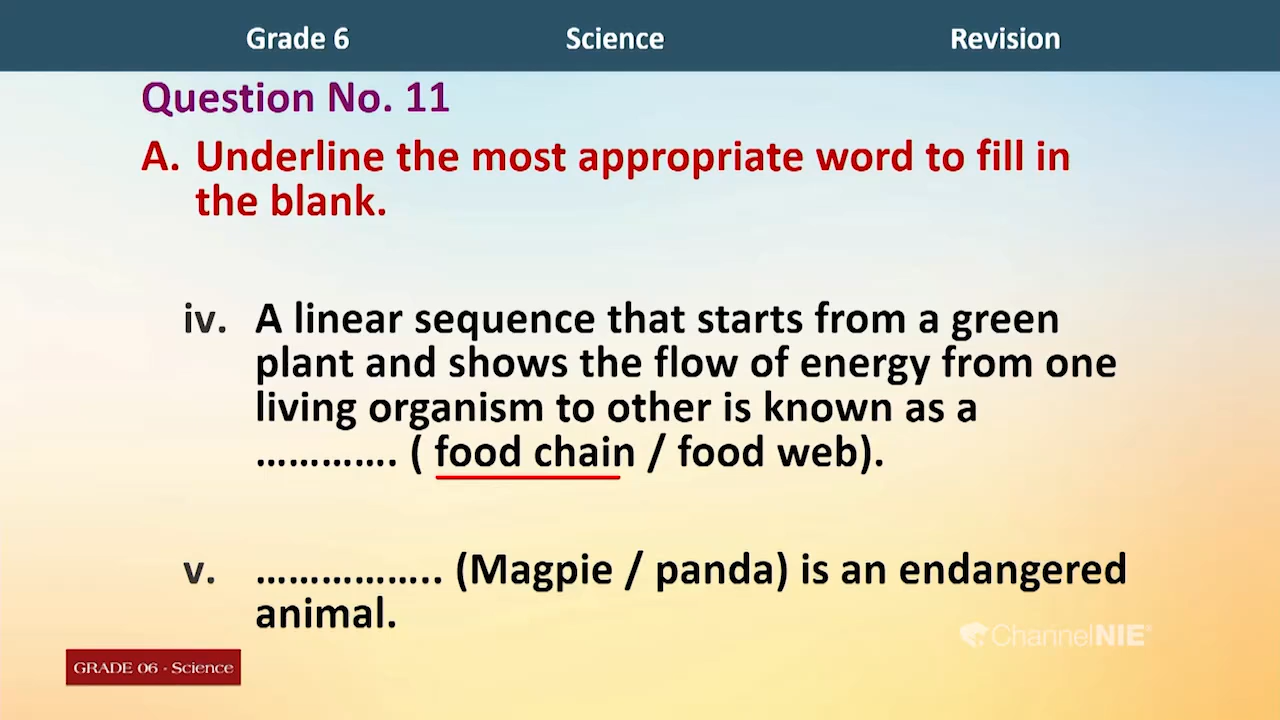 Grade 6 Science Revision
Question No. 11
A. Underline the most appropriate word to fill in
the blank.
iv. A linear sequence that starts from a green
plant and shows the flow of energy from one
living organism to other is known as a
…………. ( food chain / food web).
v. …………….. (Magpie / panda) is an endangered
animal.
ChannelNIE
GRADE 06 - Science